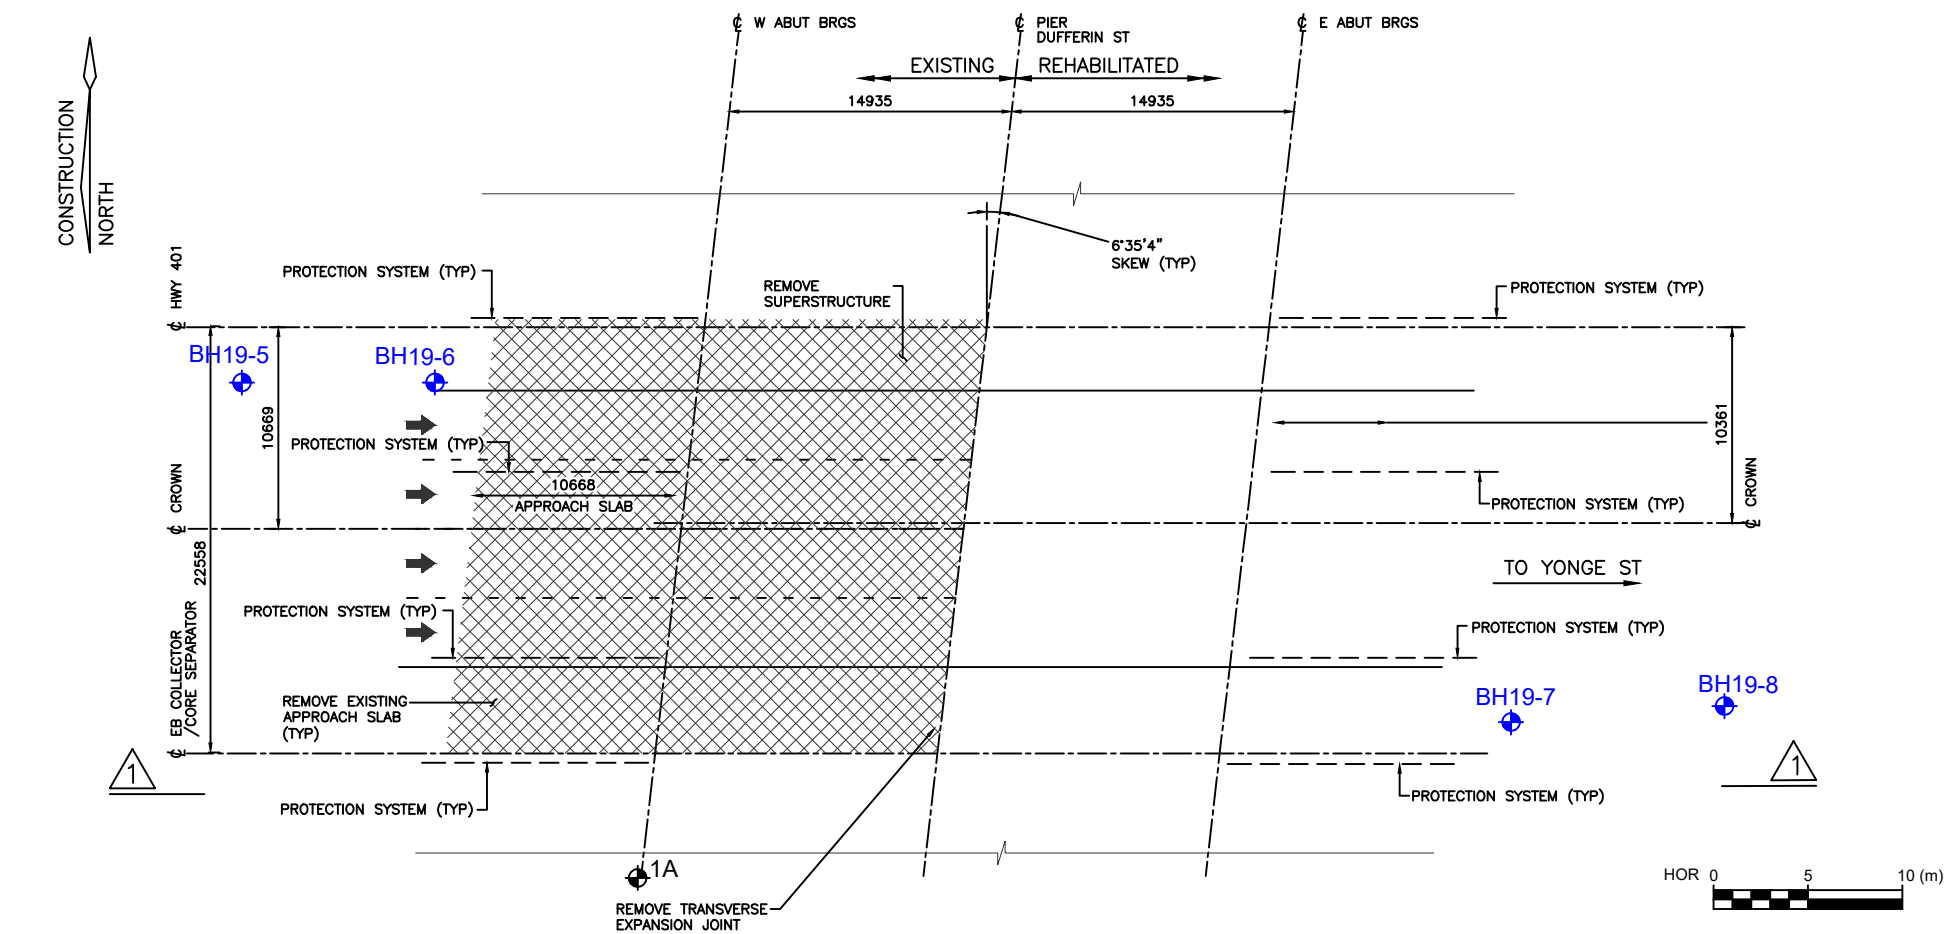 ℄ W ABUT BRGS
℄ PIER
DUFFERIN ST
℄ E ABUT BRGS
EXISTING
REHABILITATED
14935
14935
CONSTRUCTION
NORTH
6°35'4"
SKEW (TYP)
℄ HWY 401
PROTECTION SYSTEM (TYP)
REMOVE
SUPERSTRUCTURE
PROTECTION SYSTEM (TYP)
BH19-5
BH19-6
10669
10361
PROTECTION SYSTEM (TYP)
10668
APPROACH SLAB
℄ CROWN
PROTECTION SYSTEM (TYP)
℄ CROWN
22558
TO YONGE ST
PROTECTION SYSTEM (TYP)
PROTECTION SYSTEM (TYP)
℄ EB COLLECTOR
/CORE SEPARATOR
REMOVE EXISTING
APPROACH SLAB
(TYP)
BH19-7
BH19-8
1
1
PROTECTION SYSTEM (TYP)
PROTECTION SYSTEM (TYP)
1A
REMOVE TRANSVERSE
EXPANSION JOINT
HOR 0 5 10 (m)